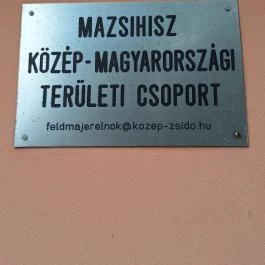 MAZSIHISZ
KÖZÉP-MAGYARORSZÁGI
TERÜLETI CSOPORT
feldmajerelnok@kozep-zsido.hu